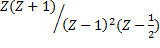 Z(Z + 1)/(Z − 1)²(Z − 1/2)